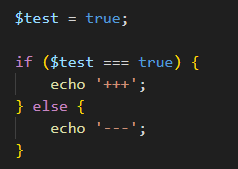 $test = true;

if ($test === true) {
    echo '+++';
} else {
    echo '---';
}